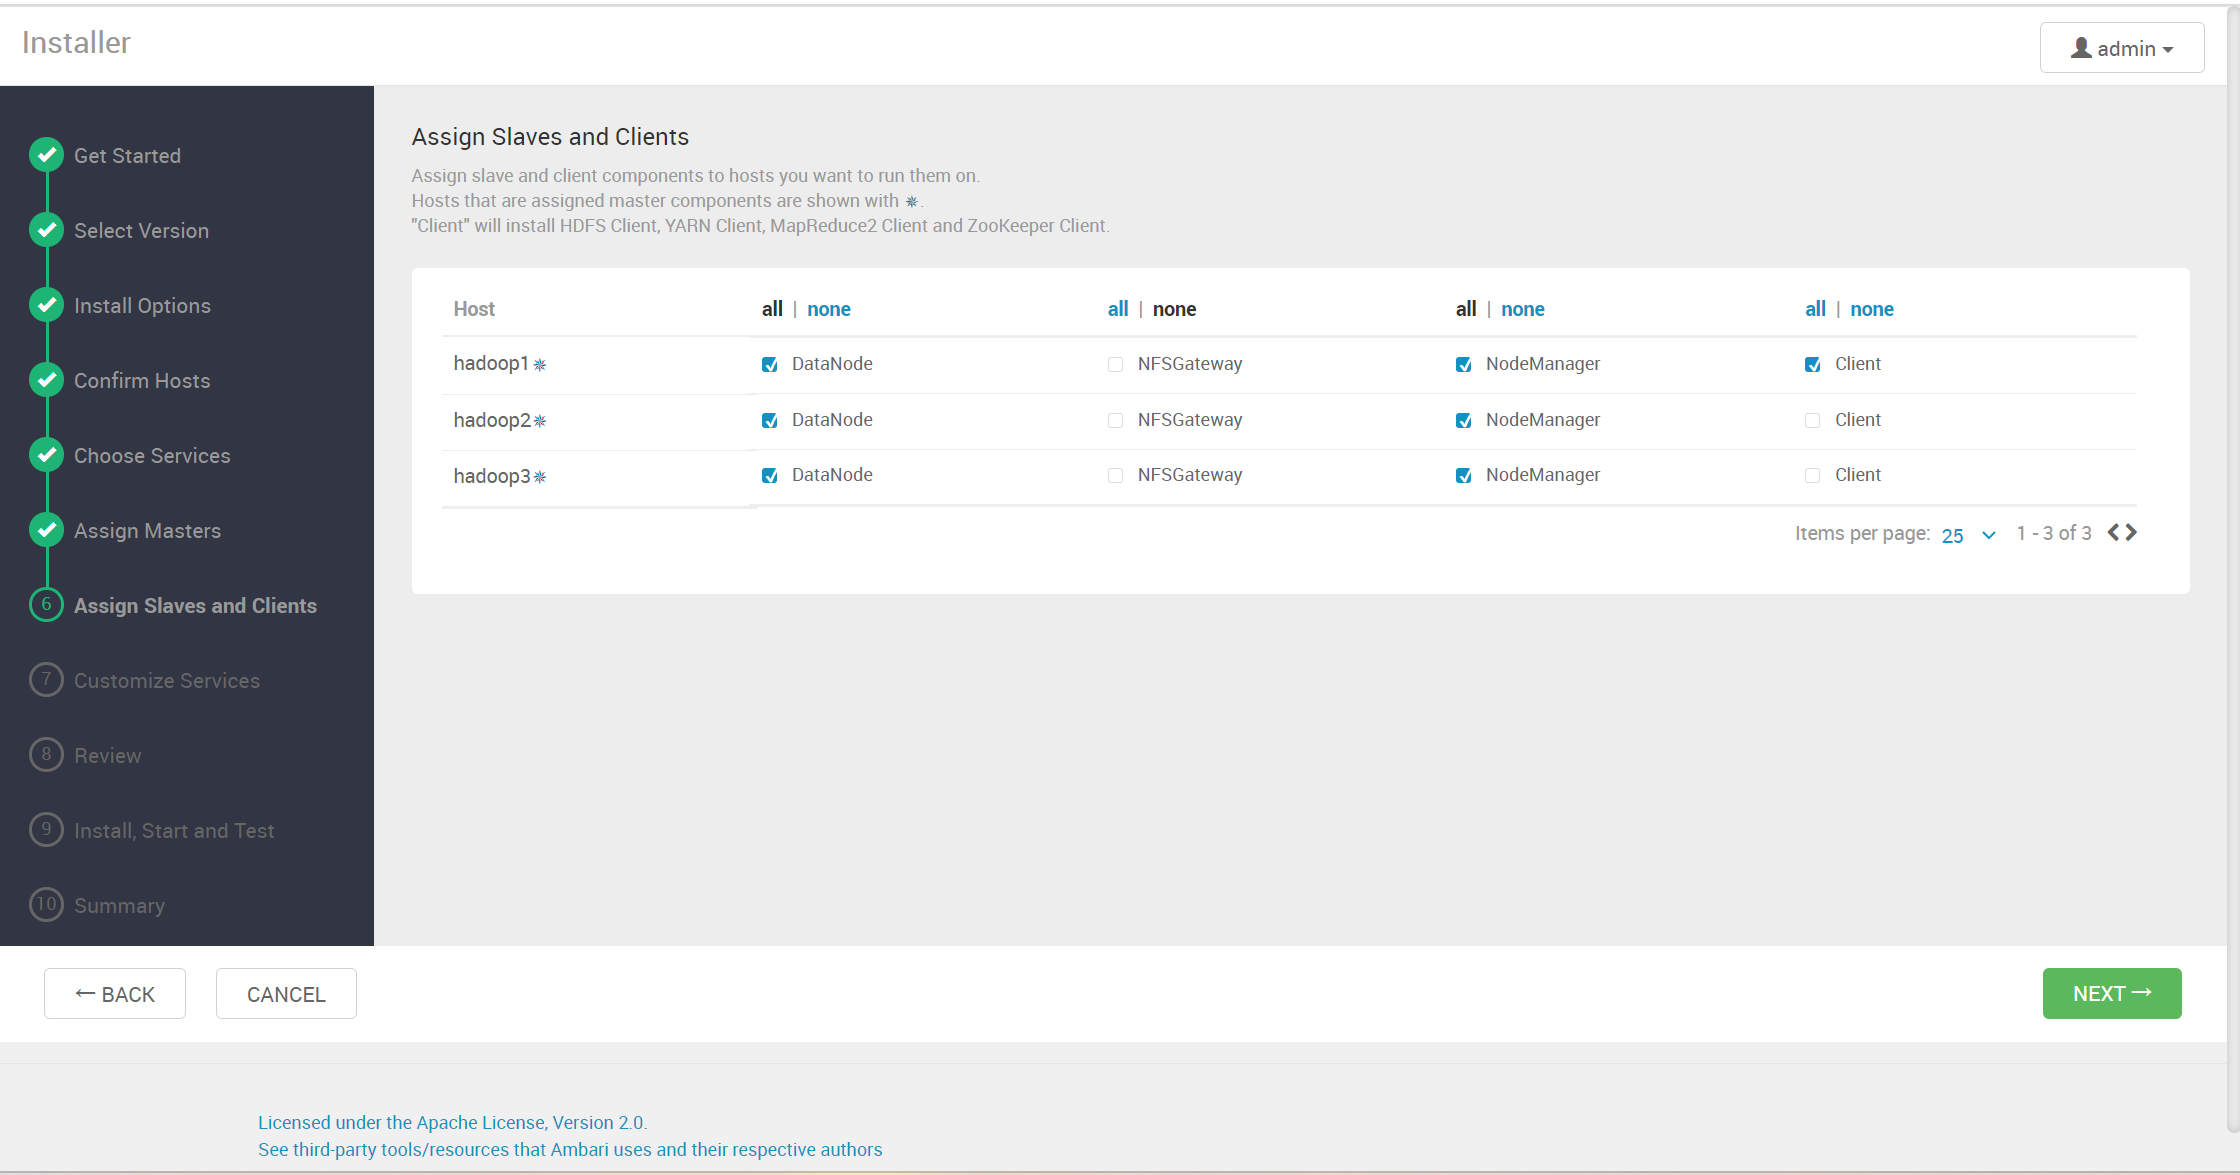 Installer
admin
Get Started
Select Version
Install Options
Confirm Hosts
Choose Services
Assign Masters
6 Assign Slaves and Clients
7 Customize Services
8 Review
9 Install, Start and Test
10 Summary
Assign Slaves and Clients
Assign slave and client components to hosts you want to run them on.
Hosts that are assigned master components are shown with ✵.
"Client" will install HDFS Client, YARN Client, MapReduce2 Client and ZooKeeper Client.
Host all | none all | none all | none all | none
hadoop1✵ DataNode NFSGateway NodeManager Client
hadoop2✵ DataNode NFSGateway NodeManager Client
hadoop3✵ DataNode NFSGateway NodeManager Client
Items per page: 25 1 - 3 of 3
← BACK CANCEL NEXT →
Licensed under the Apache License, Version 2.0.
See third-party tools/resources that Ambari uses and their respective authors